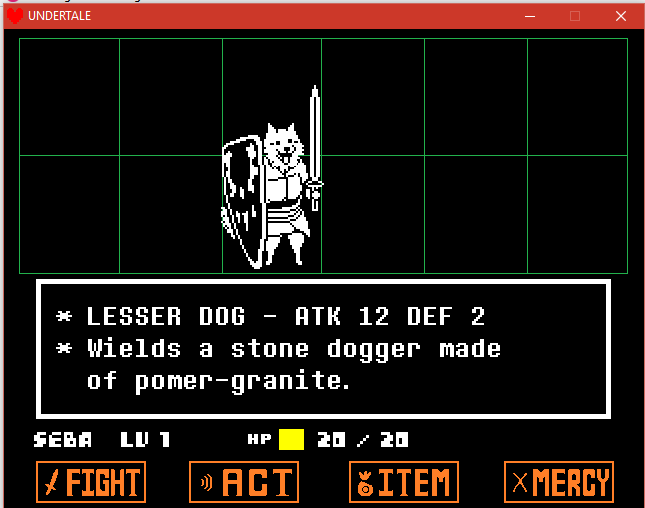 UNDERTALE
* LESSER DOG - ATK 12 DEF 2
* Wields a stone dogger made
of pomer-granite.
SEBA LV 1 HP 20 / 20
FIGHT ACT ITEM MERCY